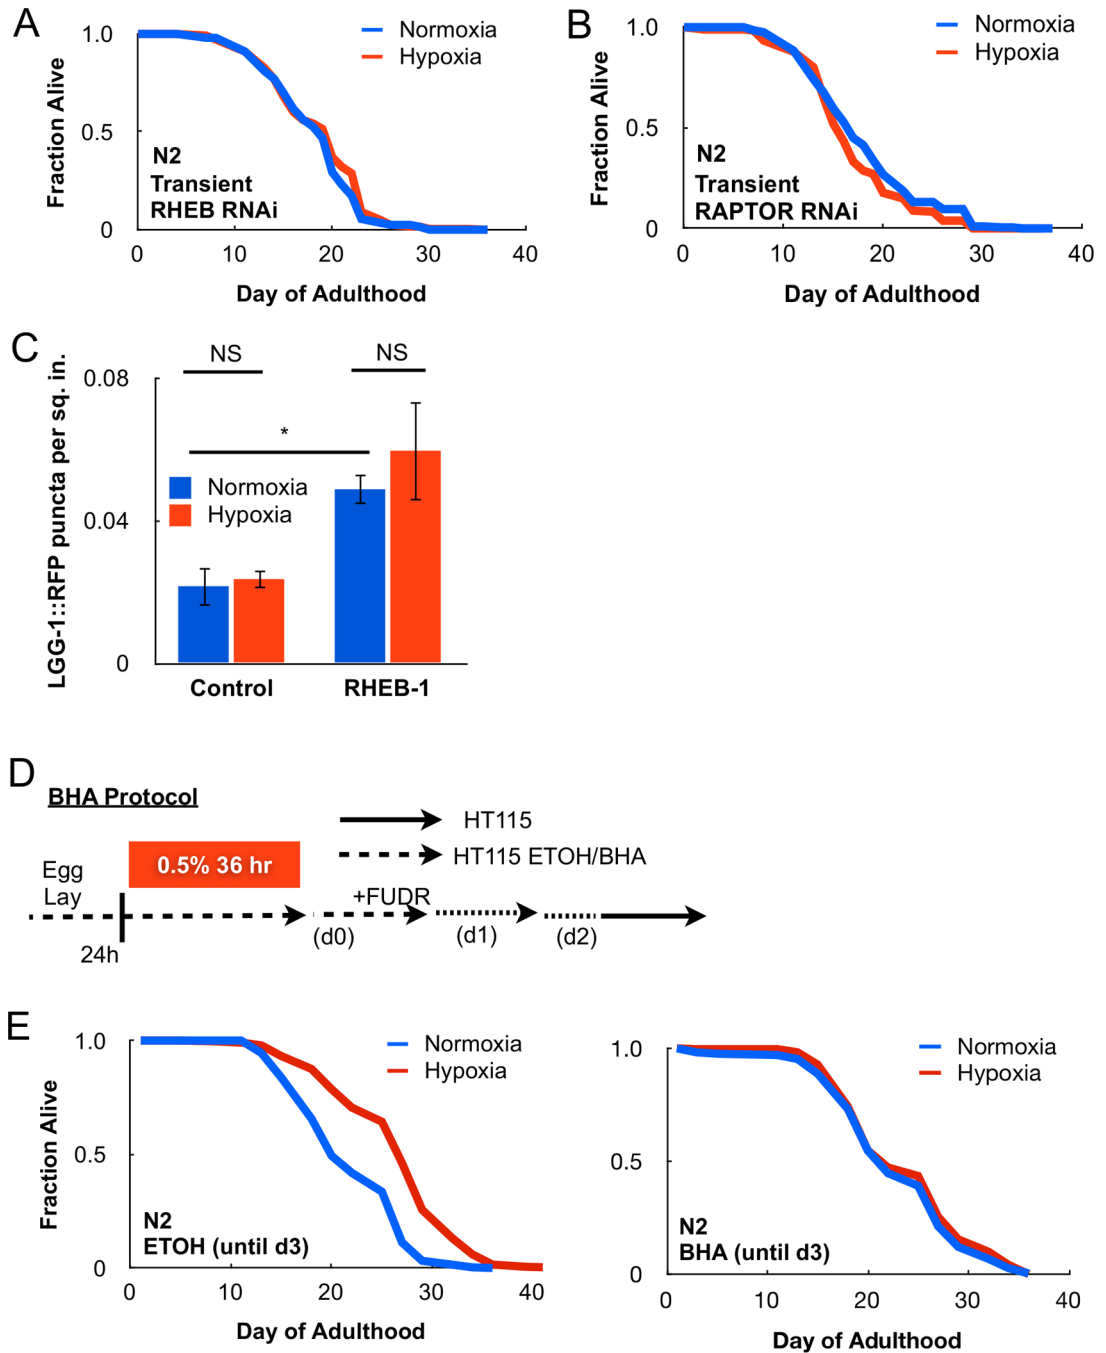 A
1.0
0.5
0
Fraction Alive
Normoxia
Hypoxia
N2
Transient
RHEB RNAi
0
10
20
30
40
Day of Adulthood
B
1.0
0.5
0
Fraction Alive
Normoxia
Hypoxia
N2
Transient
RAPTOR RNAi
0
10
20
30
40
Day of Adulthood
C
LGG-1::RFP puncta per sq. in.
0.08
0.04
0
NS
NS
*
Normoxia
Hypoxia
Control
RHEB-1
D
BHA Protocol
HT115
HT115 ETOH/BHA
0.5% 36 hr
Egg
Lay
24h
+FUDR
(d0)
(d1)
(d2)
E
1.0
0.5
0
Fraction Alive
Normoxia
Hypoxia
N2
ETOH (until d3)
0
10
20
30
40
Day of Adulthood
1.0
0.5
0
Normoxia
Hypoxia
N2
BHA (until d3)
0
10
20
30
40
Day of Adulthood